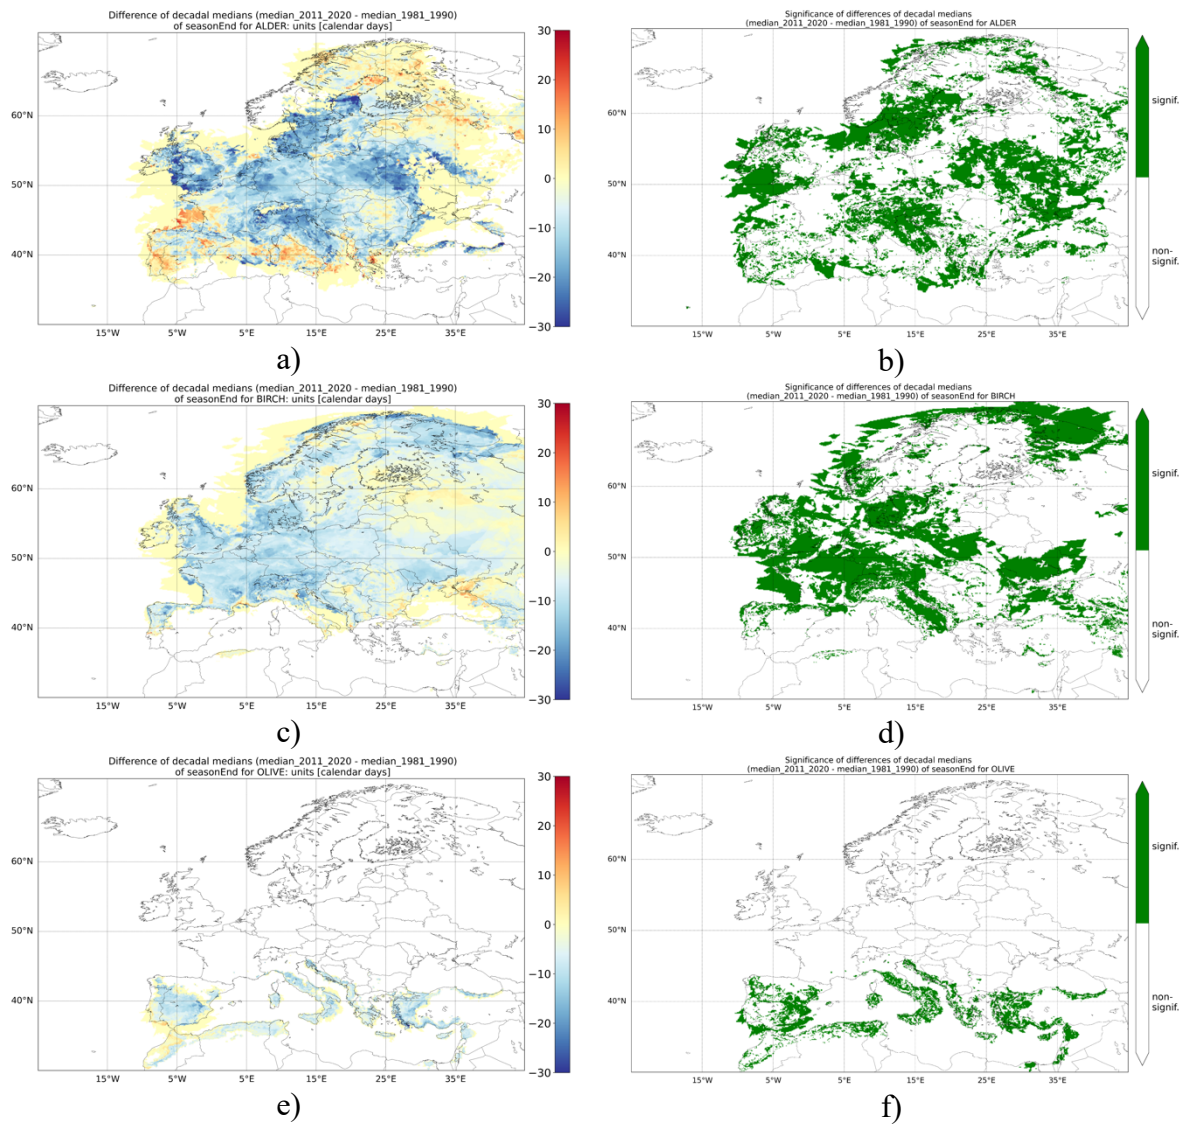 Difference of decadal medians (median_2011_2020 - median_1981_1990)
of seasonEnd for ALDER: units [calendar days]
60°N
50°N
40°N
15°W 5°W 5°E 15°E 25°E 35°E
30
20
10
0
−10
−20
−30
a)
Significance of differences of decadal medians
(median_2011_2020 - median_1981_1990) of seasonEnd for ALDER
60°N
50°N
40°N
15°W 5°W 5°E 15°E 25°E 35°E
signif.
non-
signif.
b)
Difference of decadal medians (median_2011_2020 - median_1981_1990)
of seasonEnd for BIRCH: units [calendar days]
60°N
50°N
40°N
15°W 5°W 5°E 15°E 25°E 35°E
30
20
10
0
−10
−20
−30
c)
Significance of differences of decadal medians
(median_2011_2020 - median_1981_1990) of seasonEnd for BIRCH
60°N
50°N
40°N
15°W 5°W 5°E 15°E 25°E 35°E
signif.
non-
signif.
d)
Difference of decadal medians (median_2011_2020 - median_1981_1990)
of seasonEnd for OLIVE: units [calendar days]
60°N
50°N
40°N
15°W 5°W 5°E 15°E 25°E 35°E
30
20
10
0
−10
−20
−30
e)
Significance of differences of decadal medians
(median_2011_2020 - median_1981_1990) of seasonEnd for OLIVE
60°N
50°N
40°N
15°W 5°W 5°E 15°E 25°E 35°E
signif.
non-
signif.
f)